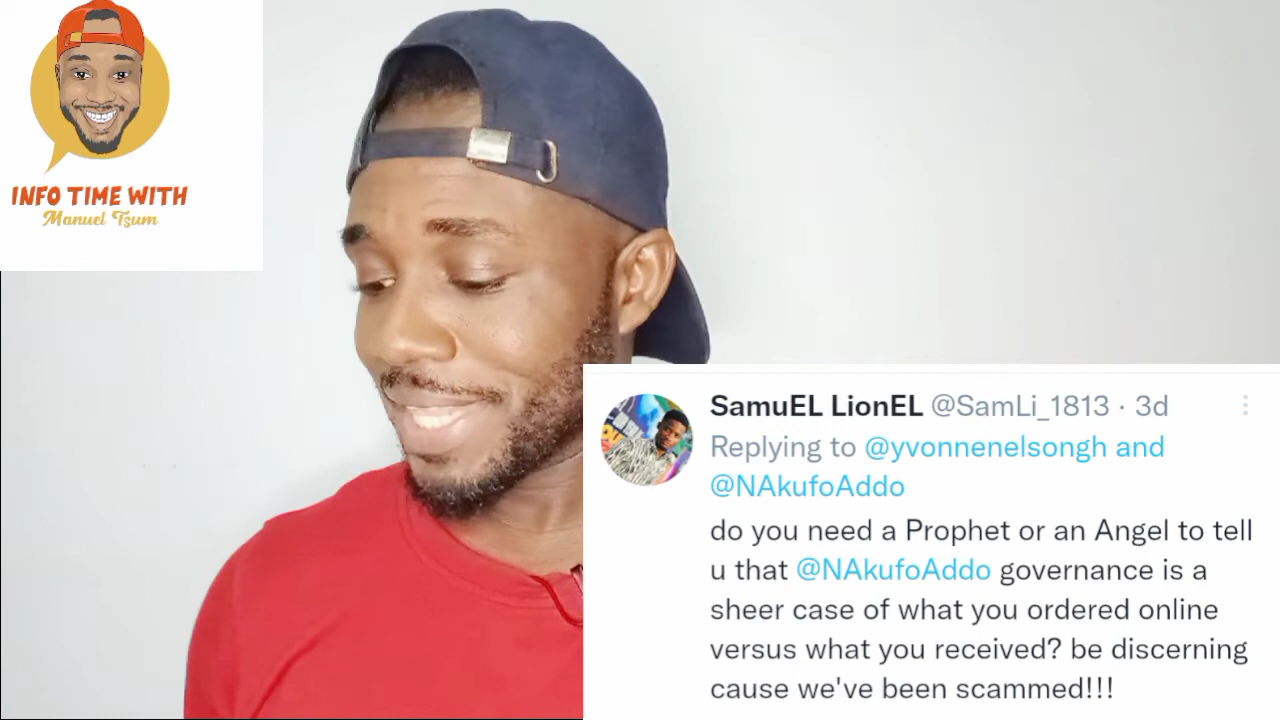 INFO TIME WITH
Manuel Tsum
SamuEL LionEL @SamLi_1813 · 3d
Replying to @yvonnenelsongh and
@NAkufoAddo
do you need a Prophet or an Angel to tell
u that @NAkufoAddo governance is a
sheer case of what you ordered online
versus what you received? be discerning
cause we've been scammed!!!